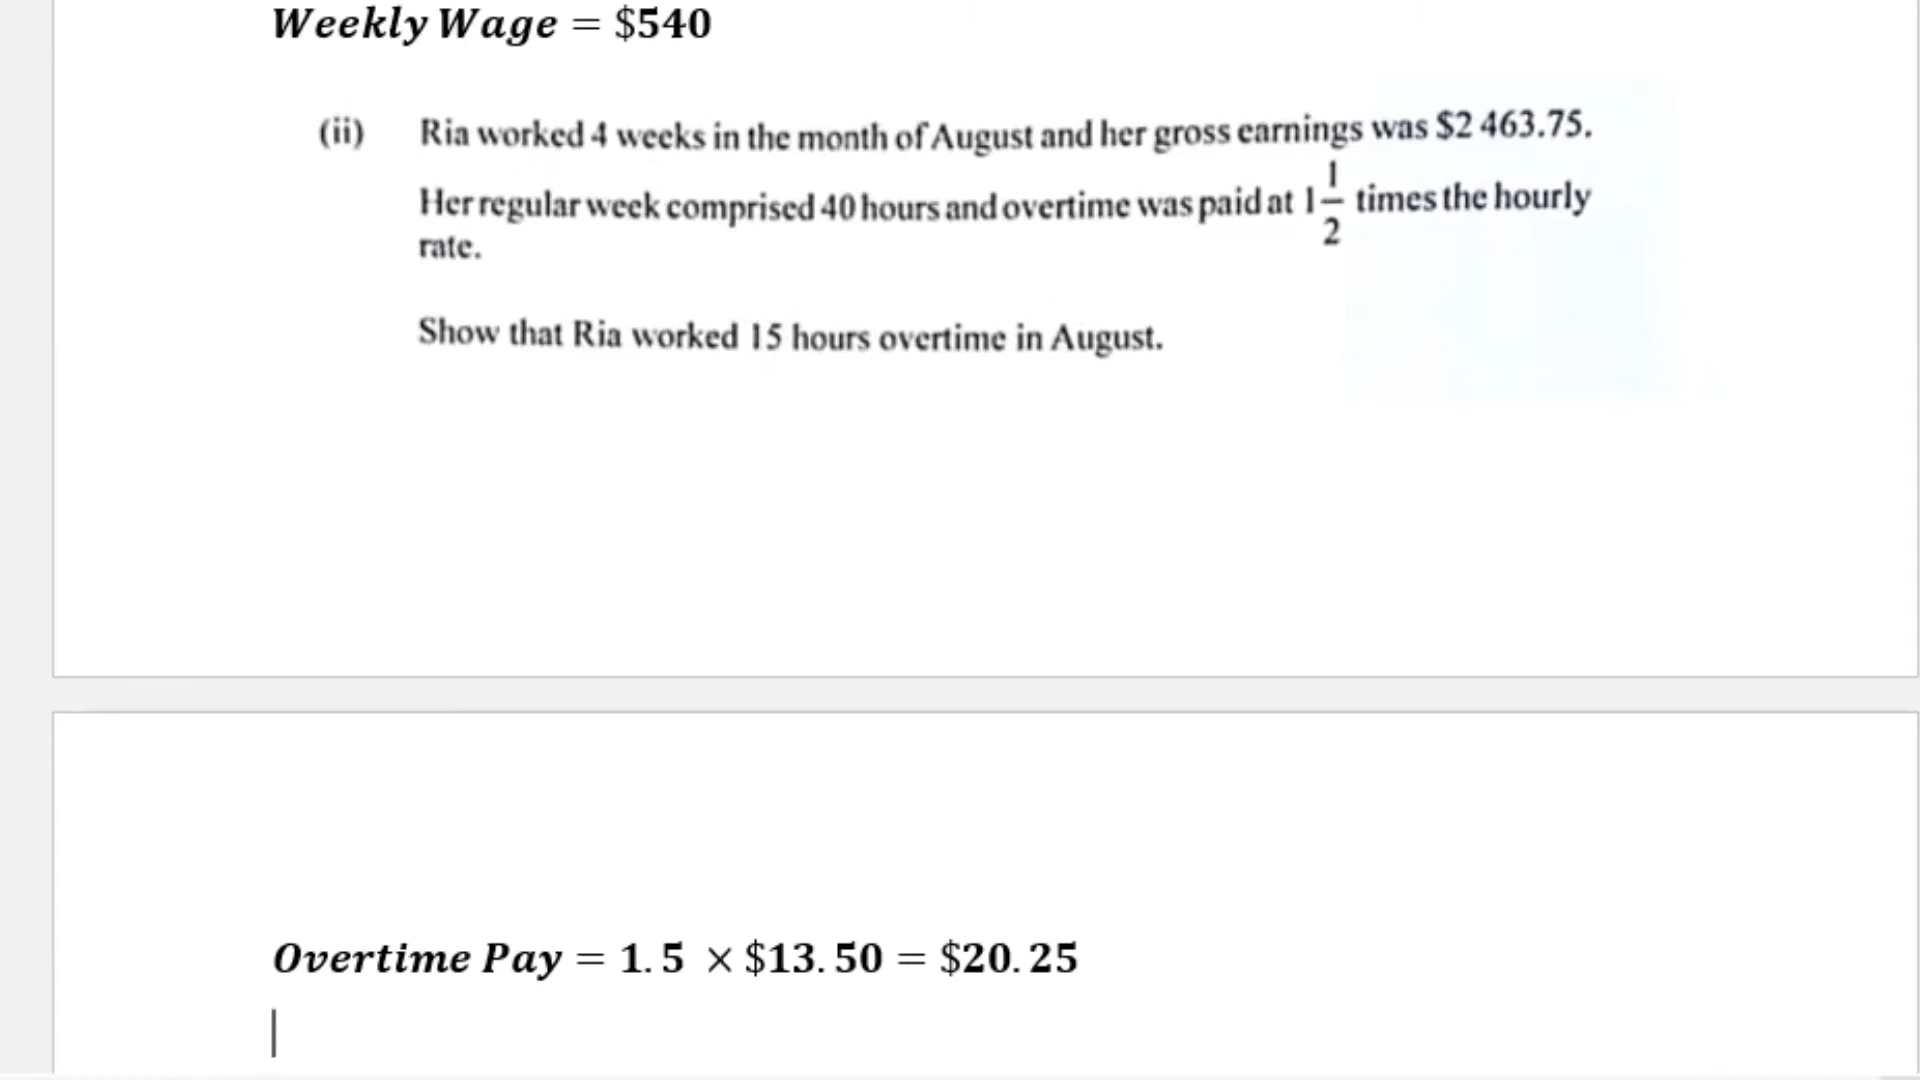 Weekly Wage = $540
(ii) Ria worked 4 weeks in the month of August and her gross earnings was $2 463.75.
Her regular week comprised 40 hours and overtime was paid at 1 1/2 times the hourly
rate.
Show that Ria worked 15 hours overtime in August.
Overtime Pay = 1.5 × $13.50 = $20.25